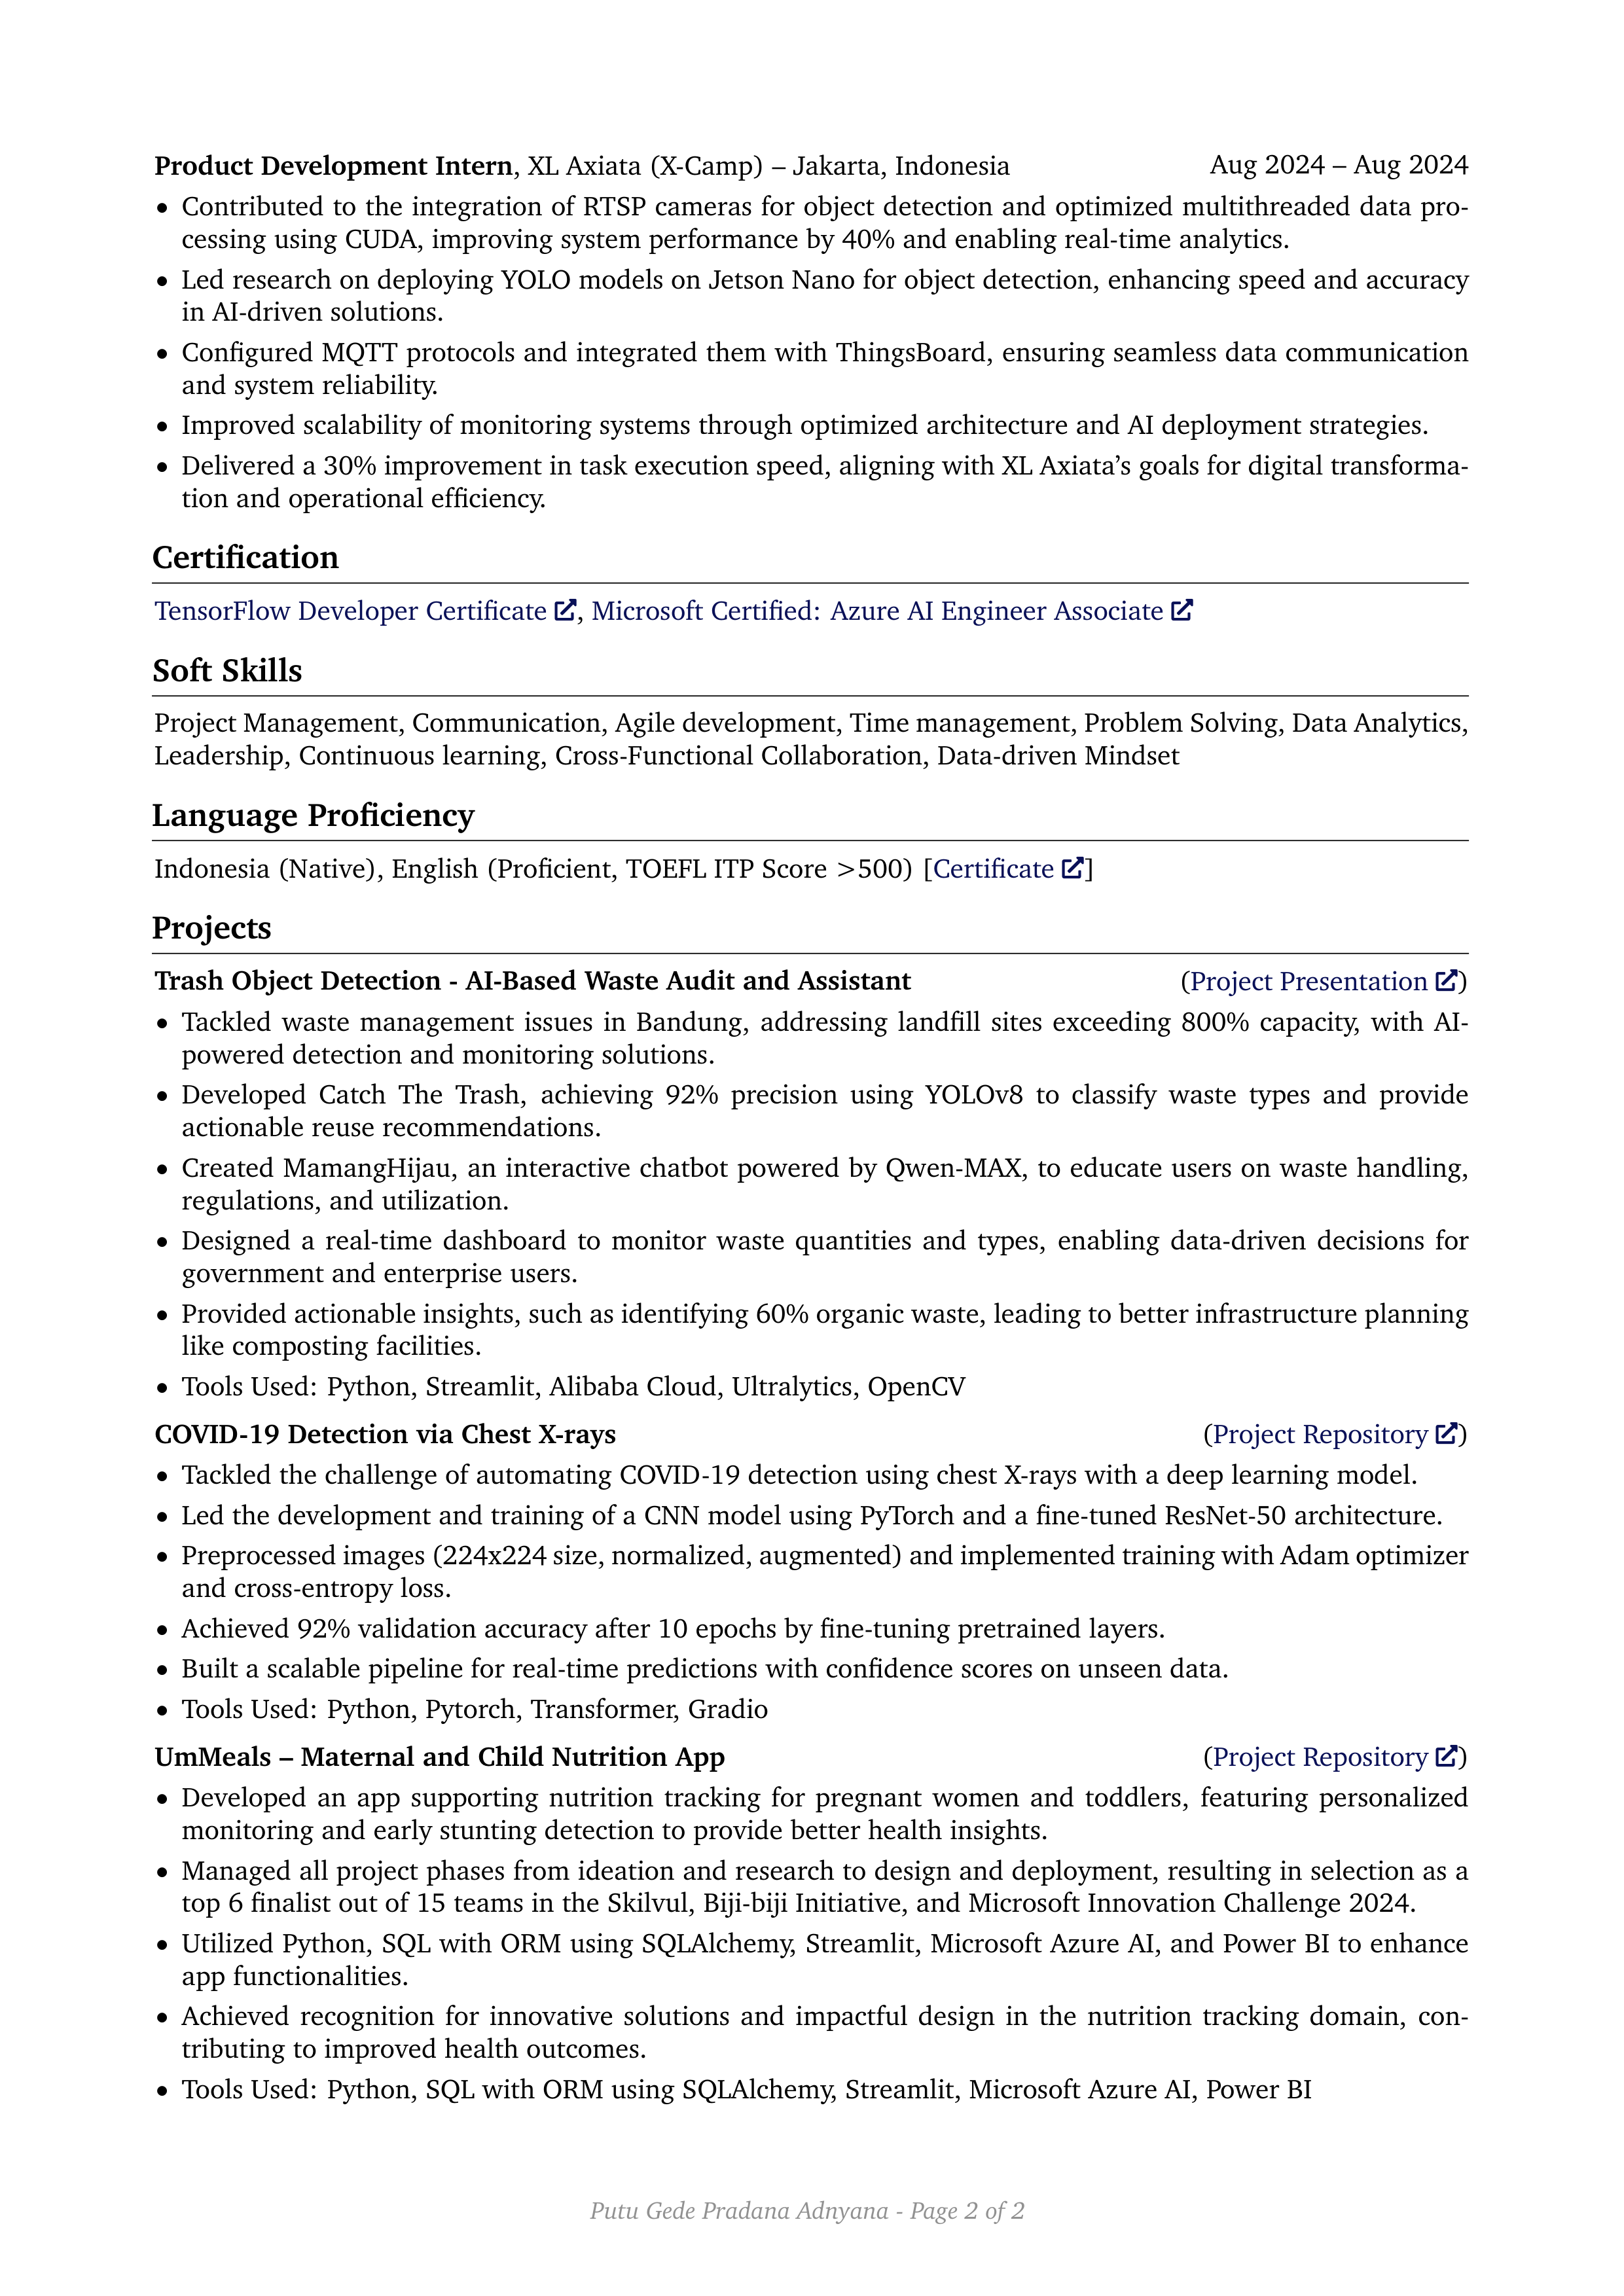 Product Development Intern, XL Axiata (X-Camp) – Jakarta, Indonesia Aug 2024 – Aug 2024
• Contributed to the integration of RTSP cameras for object detection and optimized multithreaded data pro-
cessing using CUDA, improving system performance by 40% and enabling real-time analytics.
• Led research on deploying YOLO models on Jetson Nano for object detection, enhancing speed and accuracy
in AI-driven solutions.
• Configured MQTT protocols and integrated them with ThingsBoard, ensuring seamless data communication
and system reliability.
• Improved scalability of monitoring systems through optimized architecture and AI deployment strategies.
• Delivered a 30% improvement in task execution speed, aligning with XL Axiata’s goals for digital transforma-
tion and operational efficiency.
Certification
TensorFlow Developer Certificate, Microsoft Certified: Azure AI Engineer Associate
Soft Skills
Project Management, Communication, Agile development, Time management, Problem Solving, Data Analytics,
Leadership, Continuous learning, Cross-Functional Collaboration, Data-driven Mindset
Language Proficiency
Indonesia (Native), English (Proficient, TOEFL ITP Score >500) [Certificate]
Projects
Trash Object Detection - AI-Based Waste Audit and Assistant (Project Presentation)
• Tackled waste management issues in Bandung, addressing landfill sites exceeding 800% capacity, with AI-
powered detection and monitoring solutions.
• Developed Catch The Trash, achieving 92% precision using YOLOv8 to classify waste types and provide
actionable reuse recommendations.
• Created MamangHijau, an interactive chatbot powered by Qwen-MAX, to educate users on waste handling,
regulations, and utilization.
• Designed a real-time dashboard to monitor waste quantities and types, enabling data-driven decisions for
government and enterprise users.
• Provided actionable insights, such as identifying 60% organic waste, leading to better infrastructure planning
like composting facilities.
• Tools Used: Python, Streamlit, Alibaba Cloud, Ultralytics, OpenCV
COVID-19 Detection via Chest X-rays (Project Repository)
• Tackled the challenge of automating COVID-19 detection using chest X-rays with a deep learning model.
• Led the development and training of a CNN model using PyTorch and a fine-tuned ResNet-50 architecture.
• Preprocessed images (224x224 size, normalized, augmented) and implemented training with Adam optimizer
and cross-entropy loss.
• Achieved 92% validation accuracy after 10 epochs by fine-tuning pretrained layers.
• Built a scalable pipeline for real-time predictions with confidence scores on unseen data.
• Tools Used: Python, Pytorch, Transformer, Gradio
UmMeals – Maternal and Child Nutrition App (Project Repository)
• Developed an app supporting nutrition tracking for pregnant women and toddlers, featuring personalized
monitoring and early stunting detection to provide better health insights.
• Managed all project phases from ideation and research to design and deployment, resulting in selection as a
top 6 finalist out of 15 teams in the Skilvul, Biji-biji Initiative, and Microsoft Innovation Challenge 2024.
• Utilized Python, SQL with ORM using SQLAlchemy, Streamlit, Microsoft Azure AI, and Power BI to enhance
app functionalities.
• Achieved recognition for innovative solutions and impactful design in the nutrition tracking domain, con-
tributing to improved health outcomes.
• Tools Used: Python, SQL with ORM using SQLAlchemy, Streamlit, Microsoft Azure AI, Power BI
Putu Gede Pradana Adnyana - Page 2 of 2